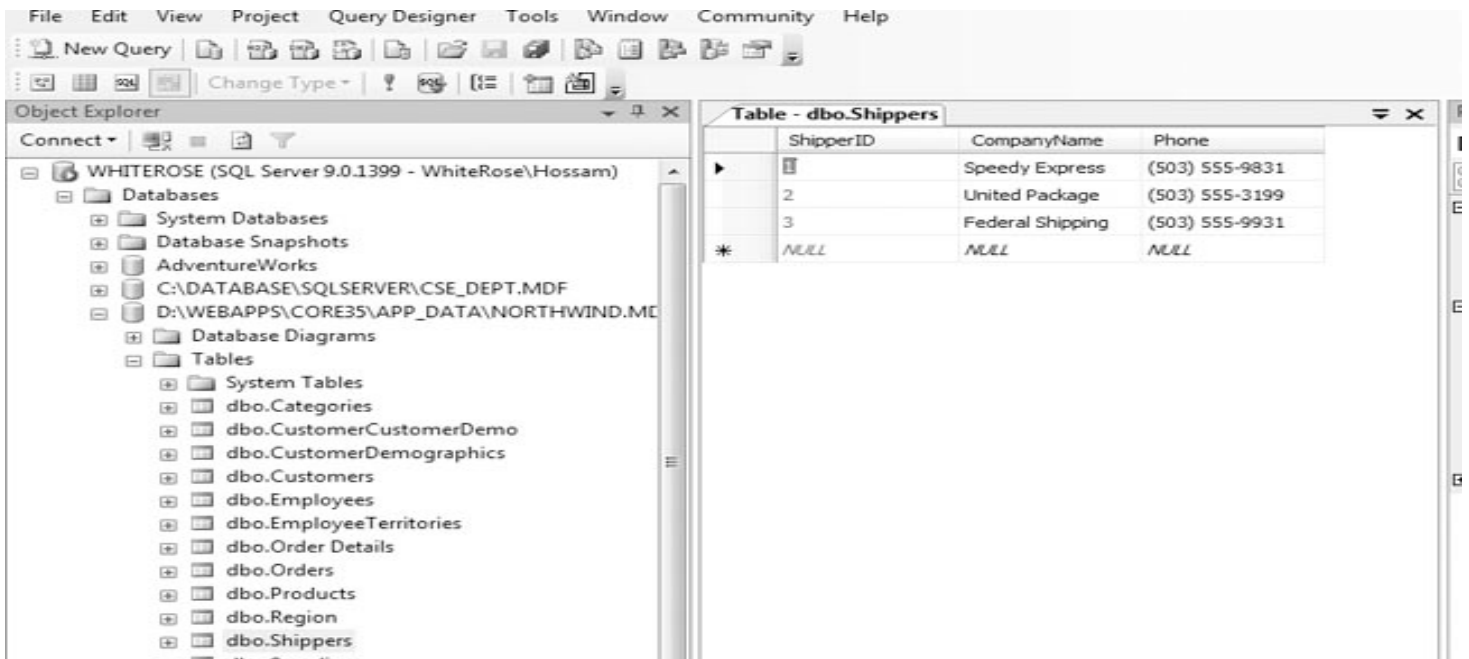 File Edit View Project Query Designer Tools Window Community Help
New Query
Change Type
Object Explorer
Connect
WHITEROSE (SQL Server 9.0.1399 - WhiteRose\Hossam)
Databases
System Databases
Database Snapshots
AdventureWorks
C:\DATABASE\SQLSERVER\CSE_DEPT.MDF
D:\WEBAPPS\CORE35\APP_DATA\NORTHWIND.MD
Database Diagrams
Tables
System Tables
dbo.Categories
dbo.CustomerCustomerDemo
dbo.CustomerDemographics
dbo.Customers
dbo.Employees
dbo.EmployeeTerritories
dbo.Order Details
dbo.Orders
dbo.Products
dbo.Region
dbo.Shippers
Table - dbo.Shippers
ShipperID CompanyName Phone
1 Speedy Express (503) 555-9831
2 United Package (503) 555-3199
3 Federal Shipping (503) 555-9931
NULL NULL NULL